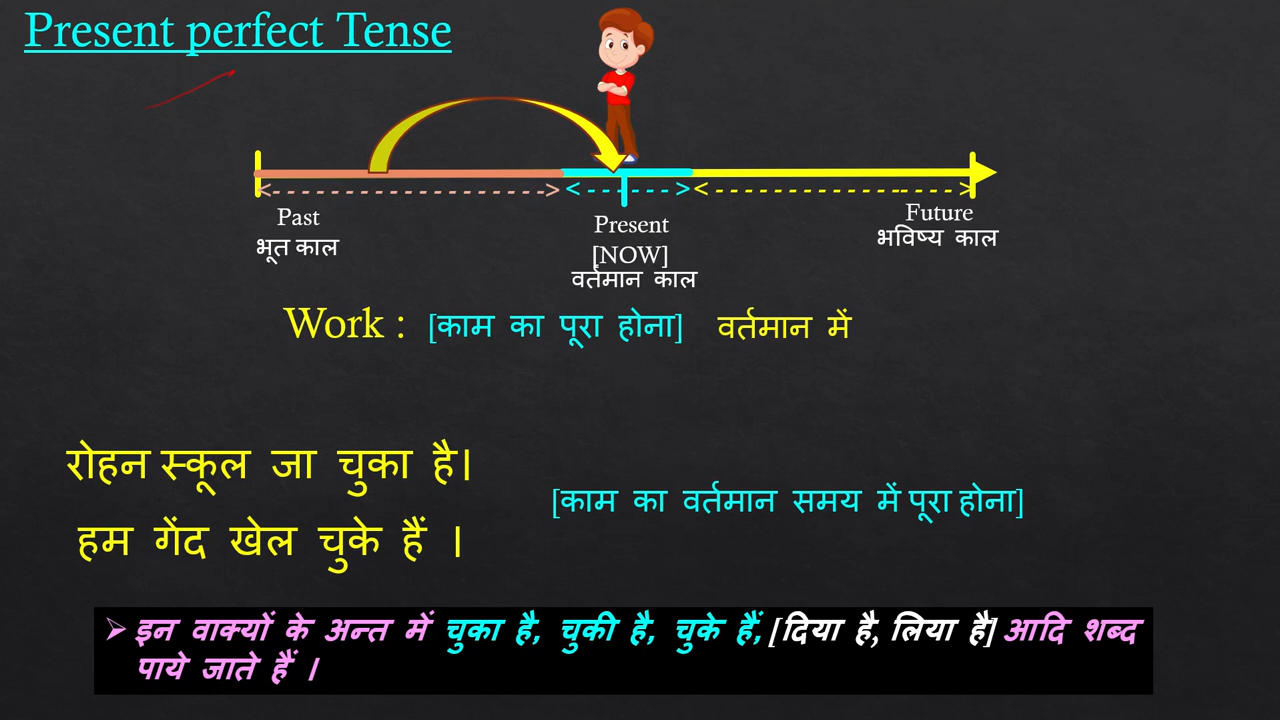 Present perfect Tense
Past
भूत काल
Present
[NOW]
वर्तमान काल
Future
भविष्य काल
Work : [काम का पूरा होना] वर्तमान में
रोहन स्कूल जा चुका है।
हम गेंद खेल चुके हैं ।
[काम का वर्तमान समय में पूरा होना]
➢ इन वाक्यों के अन्त में चुका है, चुकी है, चुके हैं, [दिया है, लिया है] आदि शब्द
पाये जाते हैं ।